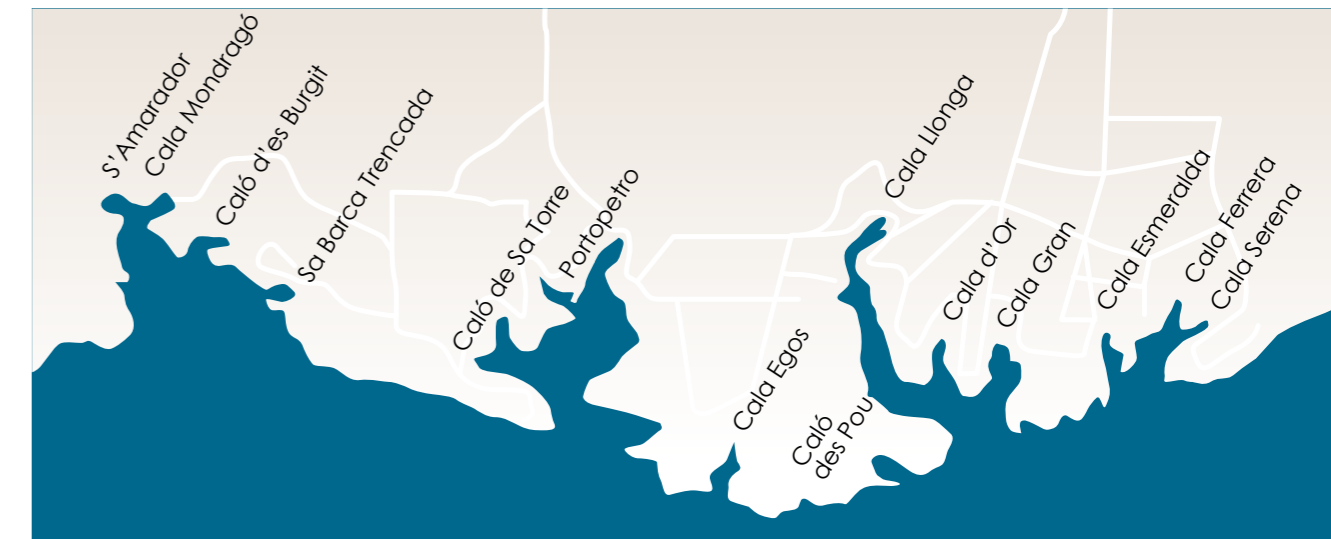 S'Amarador
Cala Mondragó
Caló d'es Burgit
Sa Barca Trencada
Caló de Sa Torre
Portopetro
Cala Egos
Caló
des Pou
Cala Llonga
Cala d'Or
Cala Gran
Cala Esmeralda
Cala Ferrera
Cala Serena